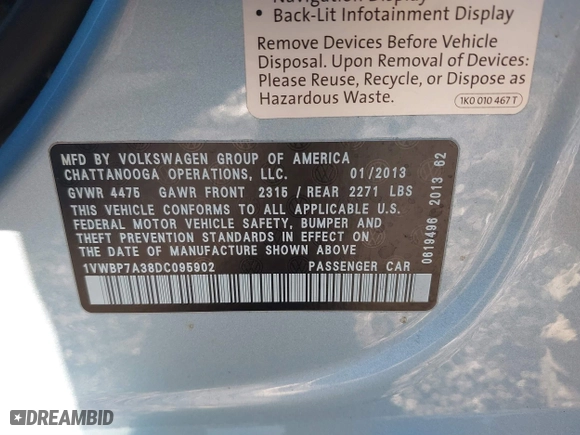 Navigation Display
• Back-Lit Infotainment Display
Remove Devices Before Vehicle
Disposal. Upon Removal of Devices:
Please Reuse, Recycle, or Dispose as
Hazardous Waste.
1K0 010 467 T
MFD BY VOLKSWAGEN GROUP OF AMERICA
CHATTANOOGA OPERATIONS, LLC. 01/2013
GVWR 4475 GAWR FRONT 2315 / REAR 2271 LBS
THIS VEHICLE CONFORMS TO ALL APPLICABLE U.S.
FEDERAL MOTOR VEHICLE SAFETY, BUMPER AND
THEFT PREVENTION STANDARDS IN EFFECT ON
THE DATE OF MANUFACTURE SHOWN ABOVE
1VWBP7A38DC095902 PASSENGER CAR
0619496 2013 62
DREAMBID